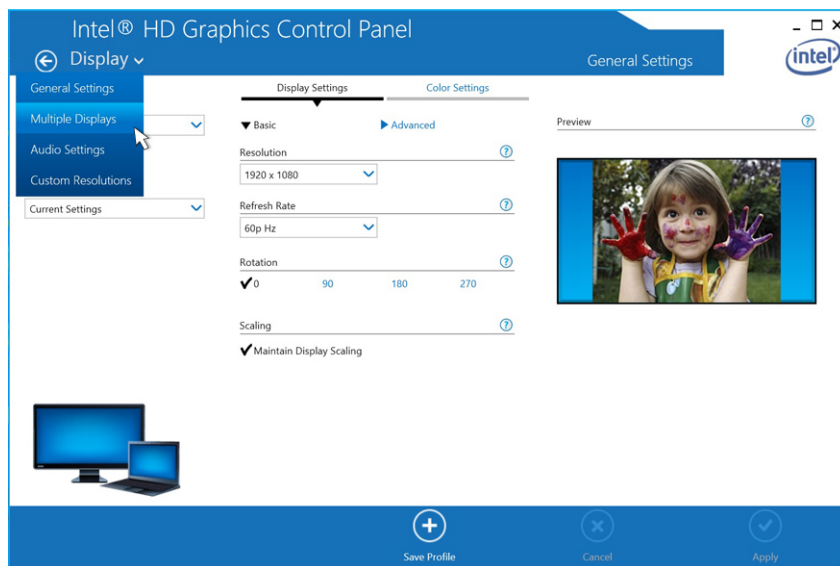 Intel® HD Graphics Control Panel
Display
General Settings
intel®
General Settings
Multiple Displays
Audio Settings
Custom Resolutions
Current Settings
Display Settings
Color Settings
Basic
Advanced
Resolution
?
1920 x 1080
Refresh Rate
?
60p Hz
Rotation
?
0 90 180 270
Scaling
?
Maintain Display Scaling
Preview
?
Save Profile
Cancel
Apply